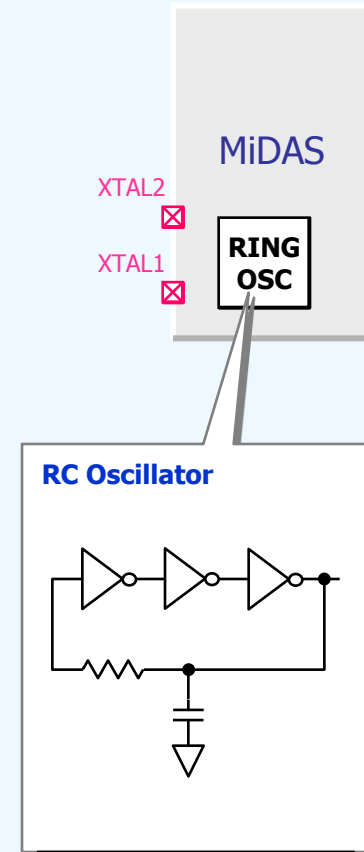 MiDAS
XTAL2
XTAL1
RING
OSC
RC Oscillator